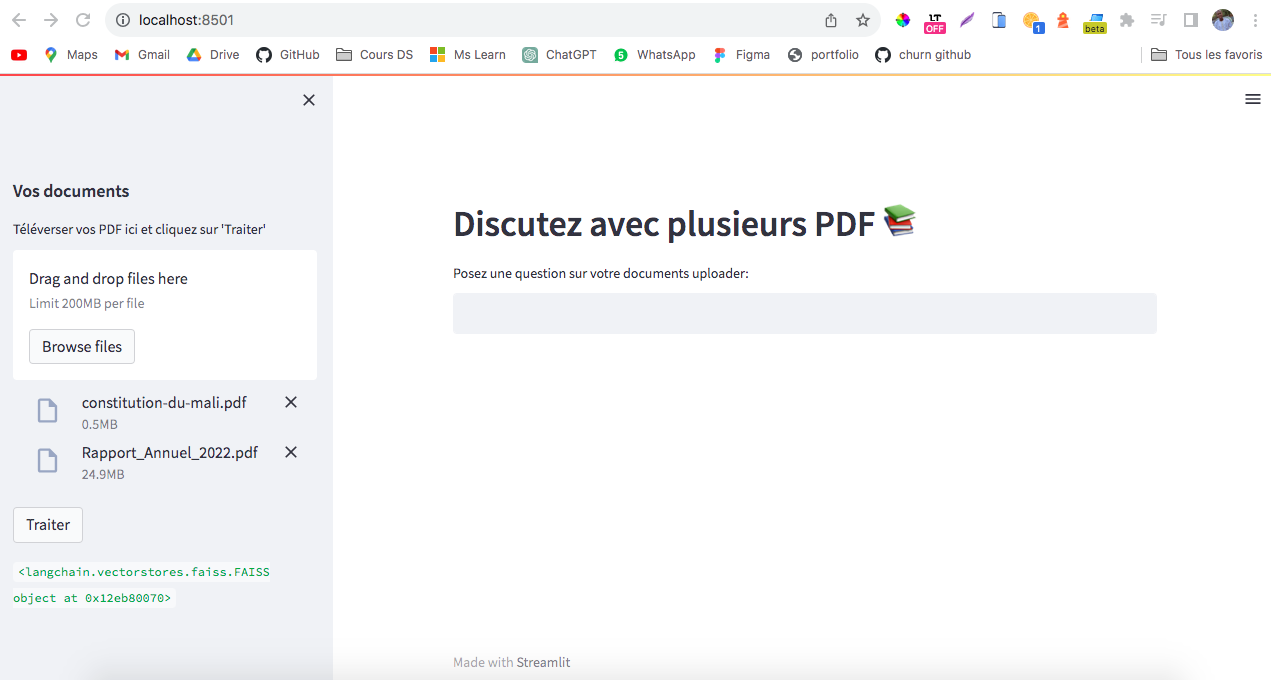 localhost:8501
LT
OFF
1
beta
Maps
Gmail
Drive
GitHub
Cours DS
Ms Learn
ChatGPT
5
WhatsApp
Figma
portfolio
churn github
Tous les favoris
Vos documents
Téléverser vos PDF ici et cliquez sur 'Traiter'
Drag and drop files here
Limit 200MB per file
Browse files
constitution-du-mali.pdf
0.5MB
Rapport_Annuel_2022.pdf
24.9MB
Traiter
<langchain.vectorstores.faiss.FAISS
object at 0x12eb80070>
Discutez avec plusieurs PDF
Posez une question sur votre documents uploader:
Made with Streamlit